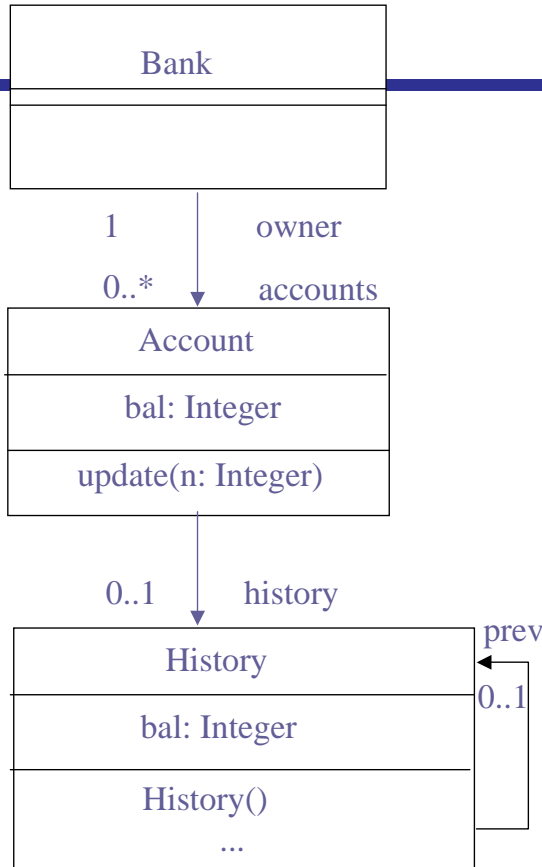 Bank
1 owner
0..* accounts
Account
bal: Integer
update(n: Integer)
0..1 history
prev
History
0..1
bal: Integer
History()
...